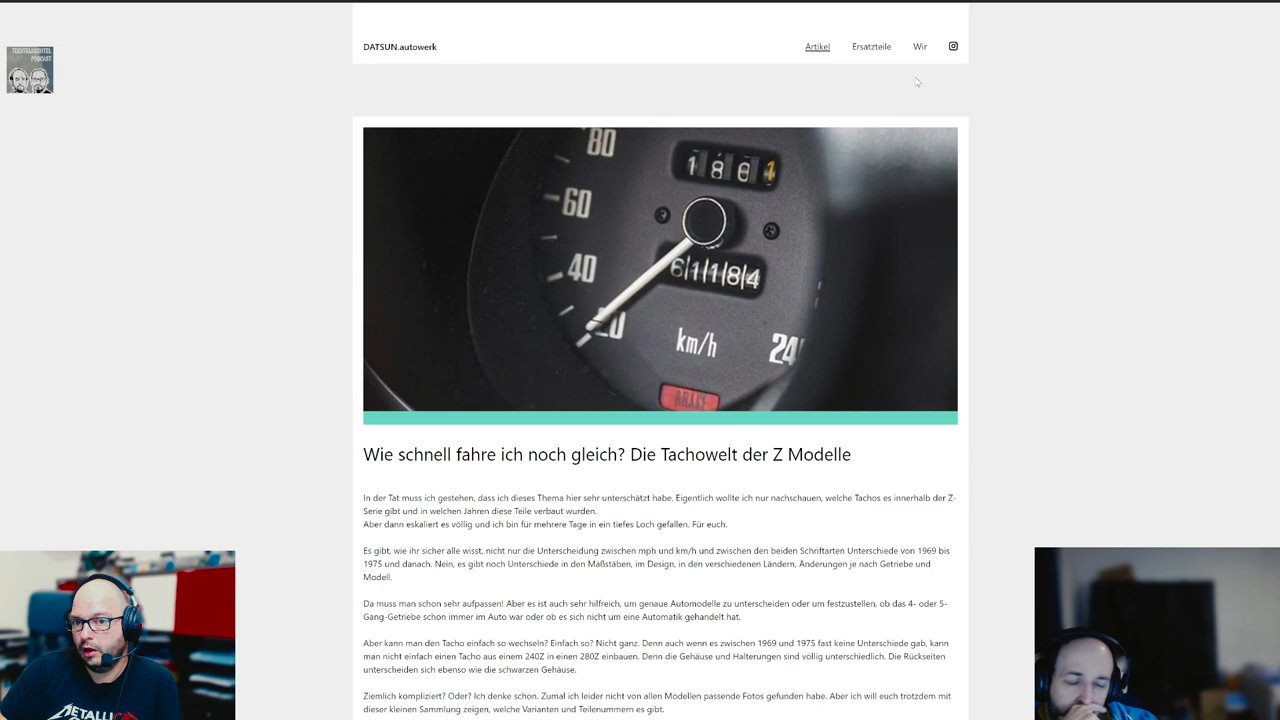 DATSUN.autowerk
Artikel
Ersatzteile
Wir
TECHTELMECHTEL
PODCAST
80
60
40
20
1861
61184
km/h
240
BRAKE
Wie schnell fahre ich noch gleich? Die Tachowelt der Z Modelle
In der Tat muss ich gestehen, dass ich dieses Thema hier sehr unterschätzt habe. Eigentlich wollte ich nur nachschauen, welche Tachos es innerhalb der Z-
Serie gibt und in welchen Jahren diese Teile verbaut wurden.
Aber dann eskaliert es völlig und ich bin für mehrere Tage in ein tiefes Loch gefallen. Für euch.
Es gibt, wie ihr sicher alle wisst, nicht nur die Unterscheidung zwischen mph und km/h und zwischen den beiden Schriftarten Unterschiede von 1969 bis
1975 und danach. Nein, es gibt noch Unterschiede in den Maßstäben, im Design, in den verschiedenen Ländern, Änderungen je nach Getriebe und
Modell.
Da muss man schon sehr aufpassen! Aber es ist auch sehr hilfreich, um genaue Automodelle zu unterscheiden oder um festzustellen, ob das 4- oder 5-
Gang-Getriebe schon immer im Auto war oder ob es sich nicht um eine Automatik gehandelt hat.
Aber kann man den Tacho einfach so wechseln? Einfach so? Nicht ganz. Denn auch wenn es zwischen 1969 und 1975 fast keine Unterschiede gab, kann
man nicht einfach einen Tacho aus einem 240Z in einen 280Z einbauen. Denn die Gehäuse und Halterungen sind völlig unterschiedlich. Die Rückseiten
unterscheiden sich ebenso wie die schwarzen Gehäuse.
Ziemlich kompliziert? Oder? Ich denke schon. Zumal ich leider nicht von allen Modellen passende Fotos gefunden habe. Aber ich will euch trotzdem mit
dieser kleinen Sammlung zeigen, welche Varianten und Teilenummern es gibt.
METALLICA